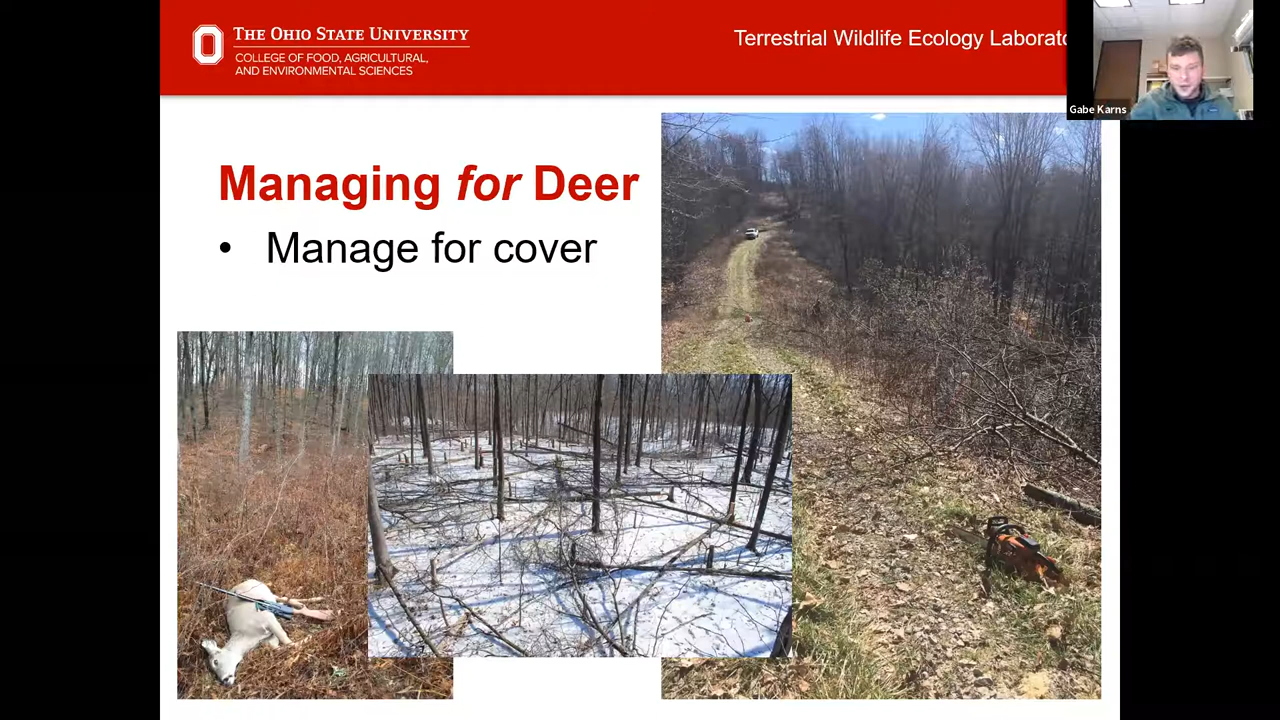 THE OHIO STATE UNIVERSITY
COLLEGE OF FOOD, AGRICULTURAL,
AND ENVIRONMENTAL SCIENCES
Terrestrial Wildlife Ecology
Gabe Karns
Managing for Deer
• Manage for cover